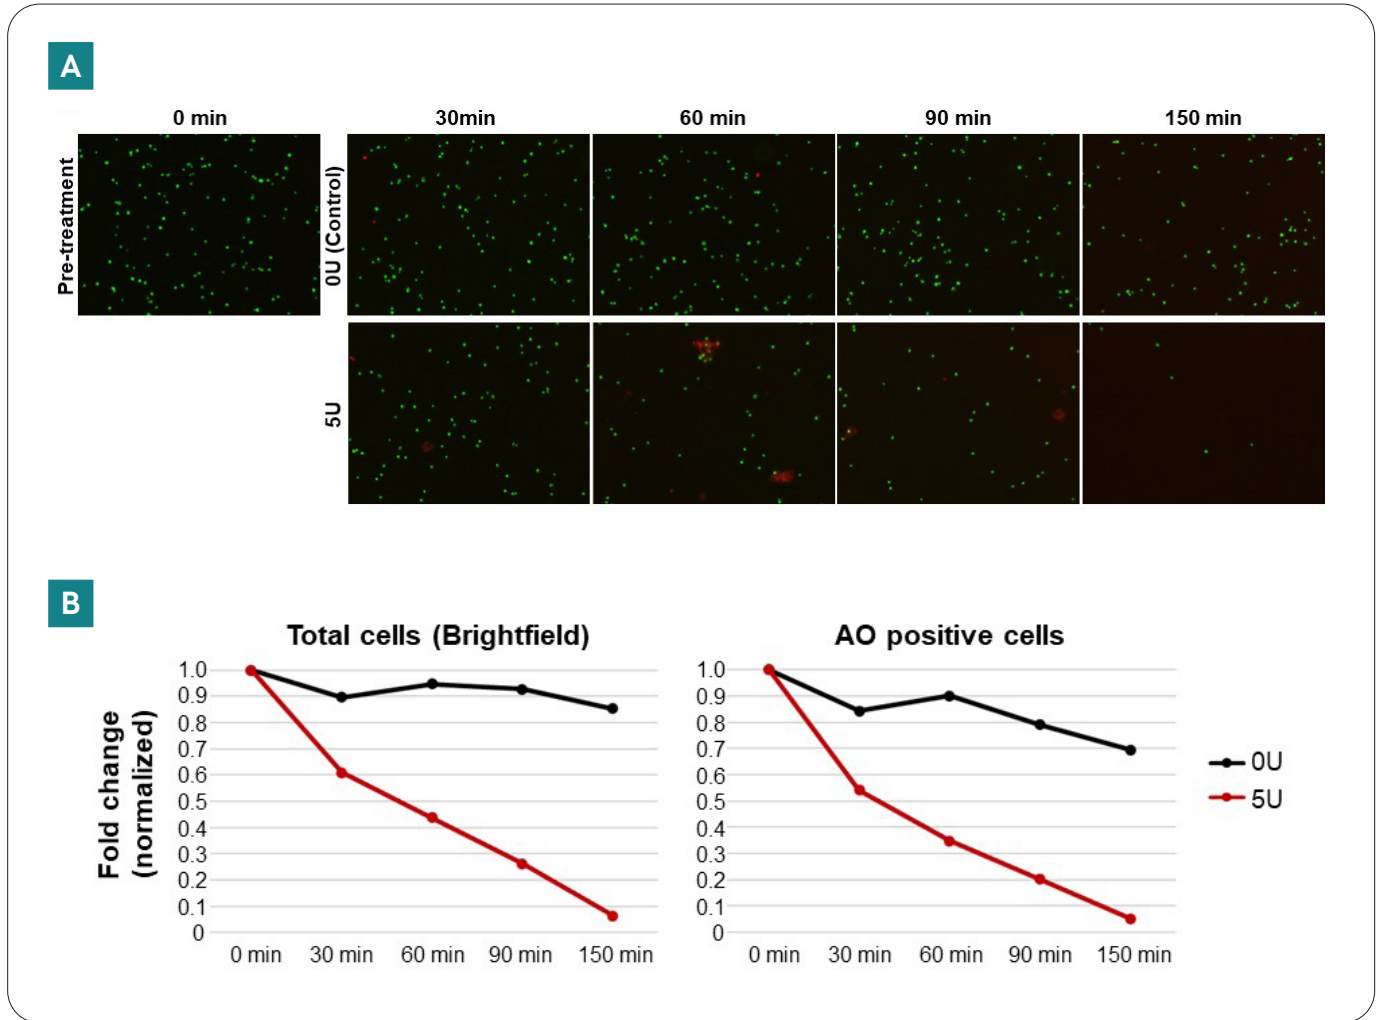 A
0 min
30min
60 min
90 min
150 min
Pre-treatment
0U (Control)
5U
B
Total cells (Brightfield)
AO positive cells
Fold change
(normalized)
1.0
0.9
0.8
0.7
0.6
0.5
0.4
0.3
0.2
0.1
0
0 min
30 min
60 min
90 min
150 min
1.0
0.9
0.8
0.7
0.6
0.5
0.4
0.3
0.2
0.1
0
0 min
30 min
60 min
90 min
150 min
0U
5U